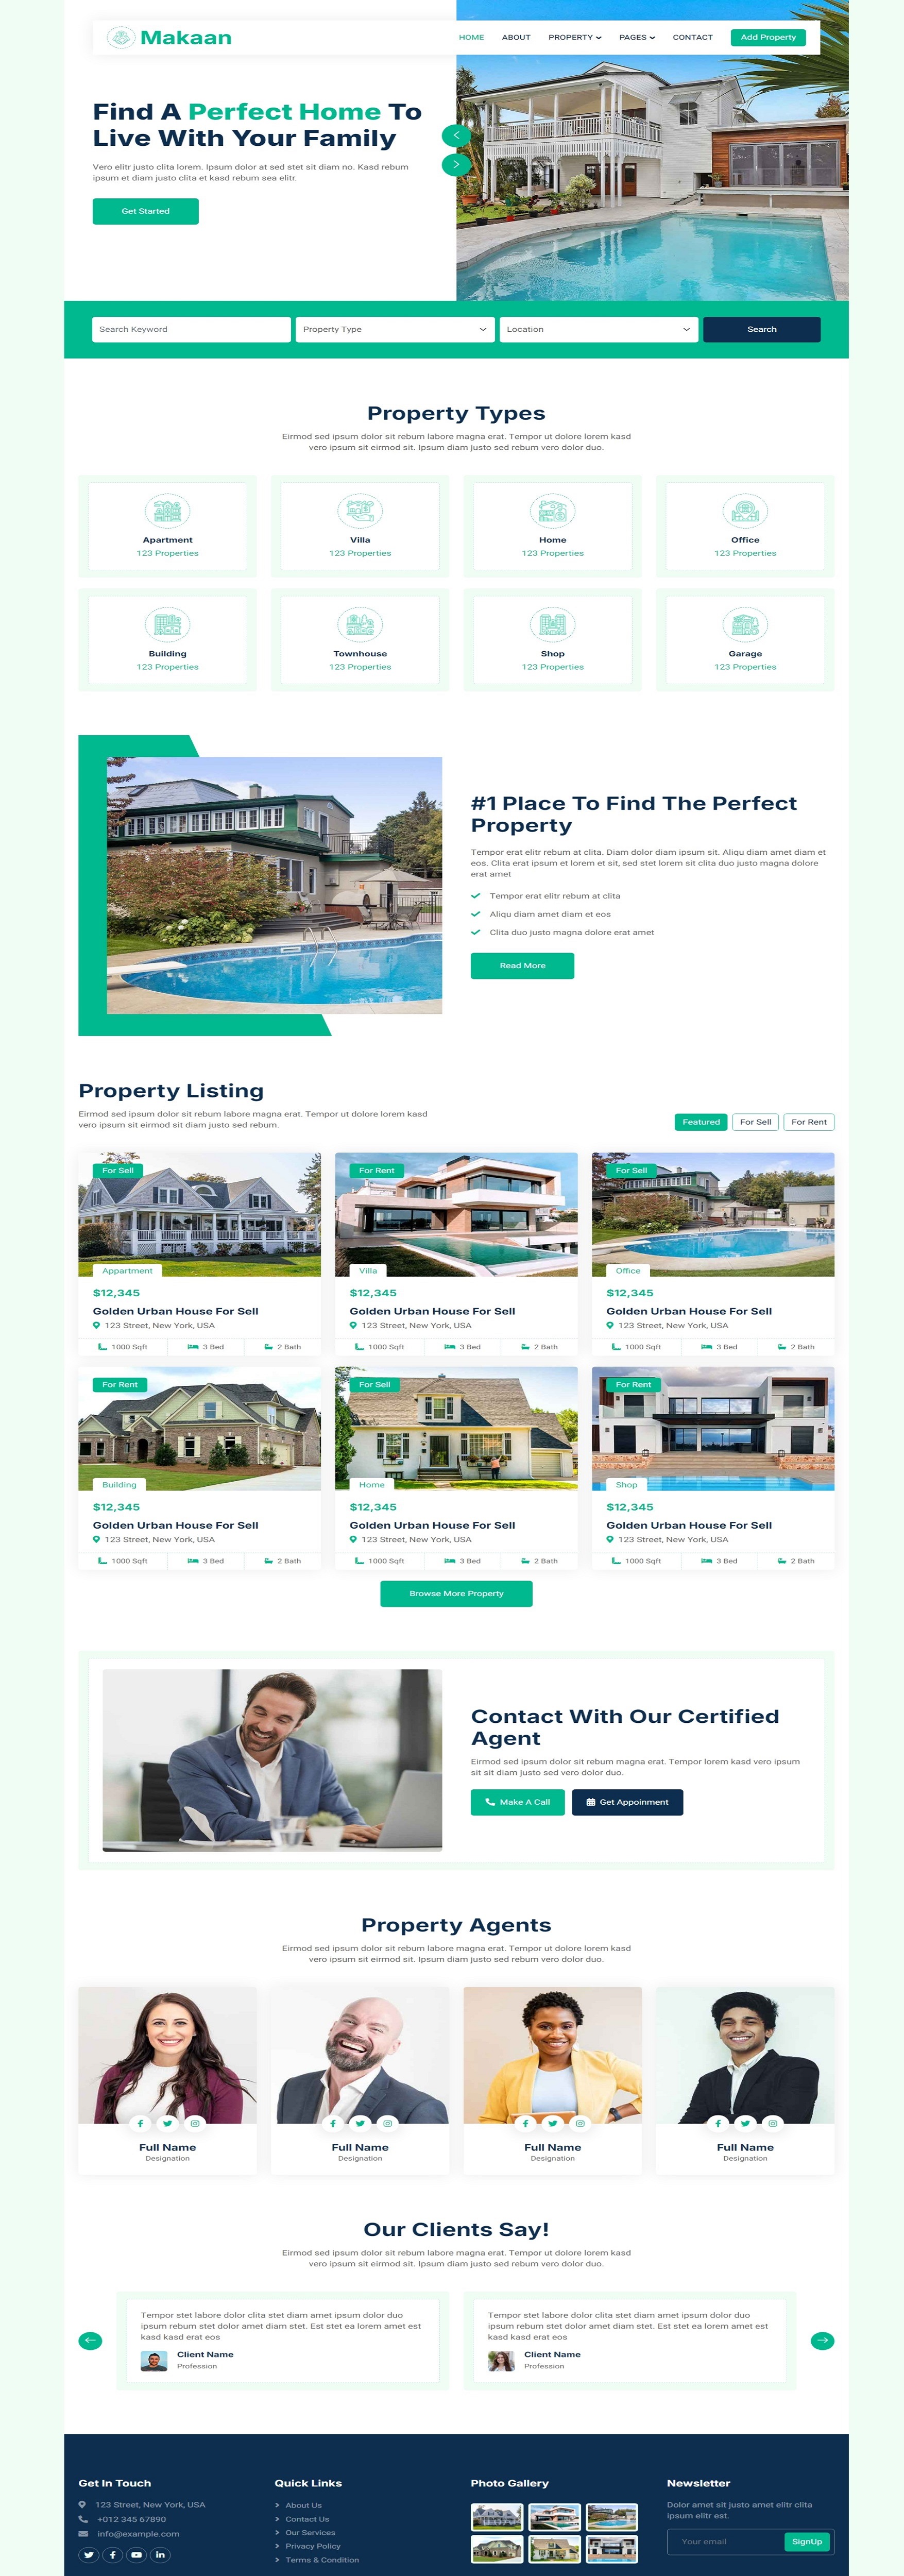 Makaan
HOME ABOUT PROPERTY PAGES CONTACT Add Property
Find A Perfect Home To
Live With Your Family
Vero elitr justo clita lorem. Ipsum dolor at sed stet sit diam no. Kasd rebum
ipsum et diam justo clita et kasd rebum sea elitr.
Get Started
Search Keyword Property Type Location Search
Property Types
Eirmod sed ipsum dolor sit rebum labore magna erat. Tempor ut dolore lorem kasd
vero ipsum sit eirmod sit. Ipsum diam justo sed rebum vero dolor duo.
Apartment Villa Home Office
123 Properties 123 Properties 123 Properties 123 Properties
Building Townhouse Shop Garage
123 Properties 123 Properties 123 Properties 123 Properties
#1 Place To Find The Perfect
Property
Tempor erat elitr rebum at clita. Diam dolor diam ipsum sit. Aliqu diam amet diam et
eos. Clita erat ipsum et lorem et sit, sed stet lorem sit clita duo justo magna dolore
erat amet
Tempor erat elitr rebum at clita
Aliqu diam amet diam et eos
Clita duo justo magna dolore erat amet
Read More
Property Listing
Eirmod sed ipsum dolor sit rebum labore magna erat. Tempor ut dolore lorem kasd
vero ipsum sit eirmod sit diam justo sed rebum.
Featured For Sell For Rent
For Sell For Rent For Sell
Appartment Villa Office
$12,345 $12,345 $12,345
Golden Urban House For Sell Golden Urban House For Sell Golden Urban House For Sell
123 Street, New York, USA 123 Street, New York, USA 123 Street, New York, USA
1000 Sqft 3 Bed 2 Bath 1000 Sqft 3 Bed 2 Bath 1000 Sqft 3 Bed 2 Bath
For Rent For Sell For Rent
Building Home Shop
$12,345 $12,345 $12,345
Golden Urban House For Sell Golden Urban House For Sell Golden Urban House For Sell
123 Street, New York, USA 123 Street, New York, USA 123 Street, New York, USA
1000 Sqft 3 Bed 2 Bath 1000 Sqft 3 Bed 2 Bath 1000 Sqft 3 Bed 2 Bath
Browse More Property
Contact With Our Certified
Agent
Eirmod sed ipsum dolor sit rebum magna erat. Tempor lorem kasd vero ipsum
sit sit diam justo sed vero dolor duo.
Make A Call Get Appoinment
Property Agents
Eirmod sed ipsum dolor sit rebum labore magna erat. Tempor ut dolore lorem kasd
vero ipsum sit eirmod sit. Ipsum diam justo sed rebum vero dolor duo.
Full Name Full Name Full Name Full Name
Designation Designation Designation Designation
Our Clients Say!
Eirmod sed ipsum dolor sit rebum labore magna erat. Tempor ut dolore lorem kasd
vero ipsum sit eirmod sit. Ipsum diam justo sed rebum vero dolor duo.
Tempor stet labore dolor clita stet diam amet ipsum dolor duo
ipsum rebum stet dolor amet diam stet. Est stet ea lorem amet est
kasd kasd erat eos
Client Name
Profession
Tempor stet labore dolor clita stet diam amet ipsum dolor duo
ipsum rebum stet dolor amet diam stet. Est stet ea lorem amet est
kasd kasd erat eos
Client Name
Profession
Get In Touch
123 Street, New York, USA
+012 345 67890
info@example.com
Quick Links
About Us
Contact Us
Our Services
Privacy Policy
Terms & Condition
Photo Gallery
Newsletter
Dolor amet sit justo amet elitr clita
ipsum elitr est.
Your email SignUp